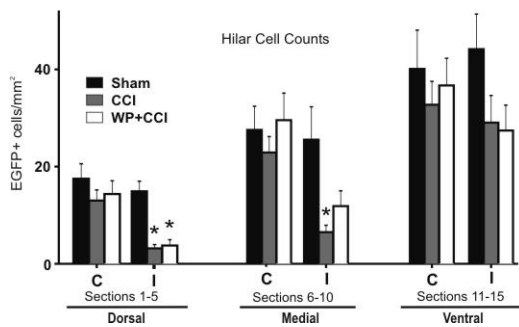 Hilar Cell Counts
EGFP+ cells/mm²
40
20
0
Sham
CCI
WP+CCI
* *
*
C I C I C I
Sections 1-5 Sections 6-10 Sections 11-15
Dorsal Medial Ventral